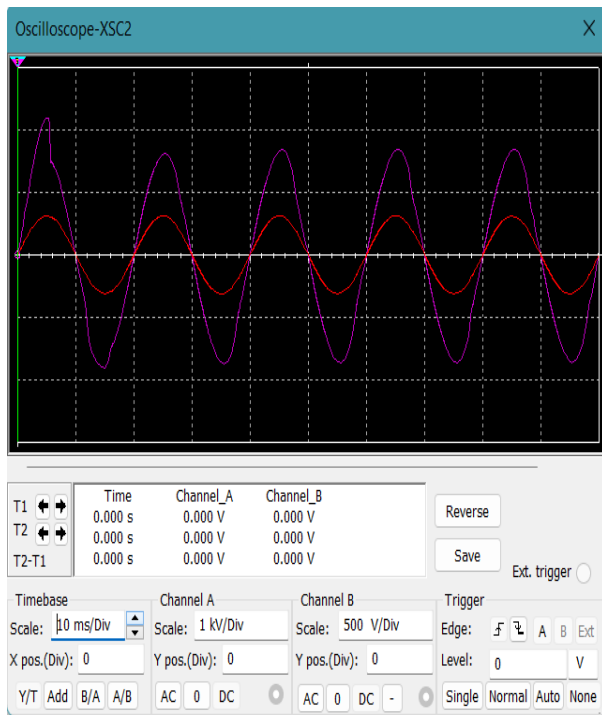 Oscilloscope-XSC2 X
Time Channel_A Channel_B
T1 0.000 s 0.000 V 0.000 V
T2 0.000 s 0.000 V 0.000 V
T2-T1 0.000 s 0.000 V 0.000 V
Reverse
Save
Ext. trigger
Timebase
Scale: 10 ms/Div
X pos.(Div): 0
Y/T Add B/A A/B
Channel A
Scale: 1 kV/Div
Y pos.(Div): 0
AC 0 DC
Channel B
Scale: 500 V/Div
Y pos.(Div): 0
AC 0 DC -
Trigger
Edge: A B Ext
Level: 0 V
Single Normal Auto None